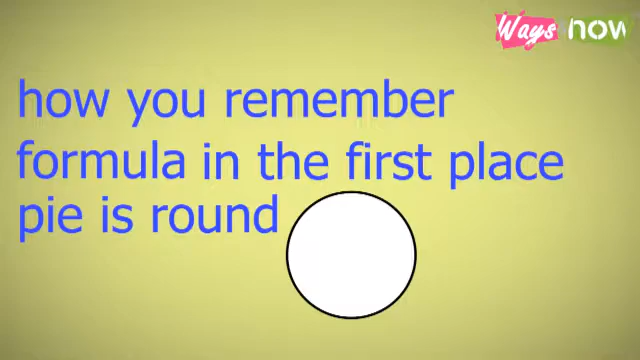 Ways now
how you remember
formula in the first place
pie is round